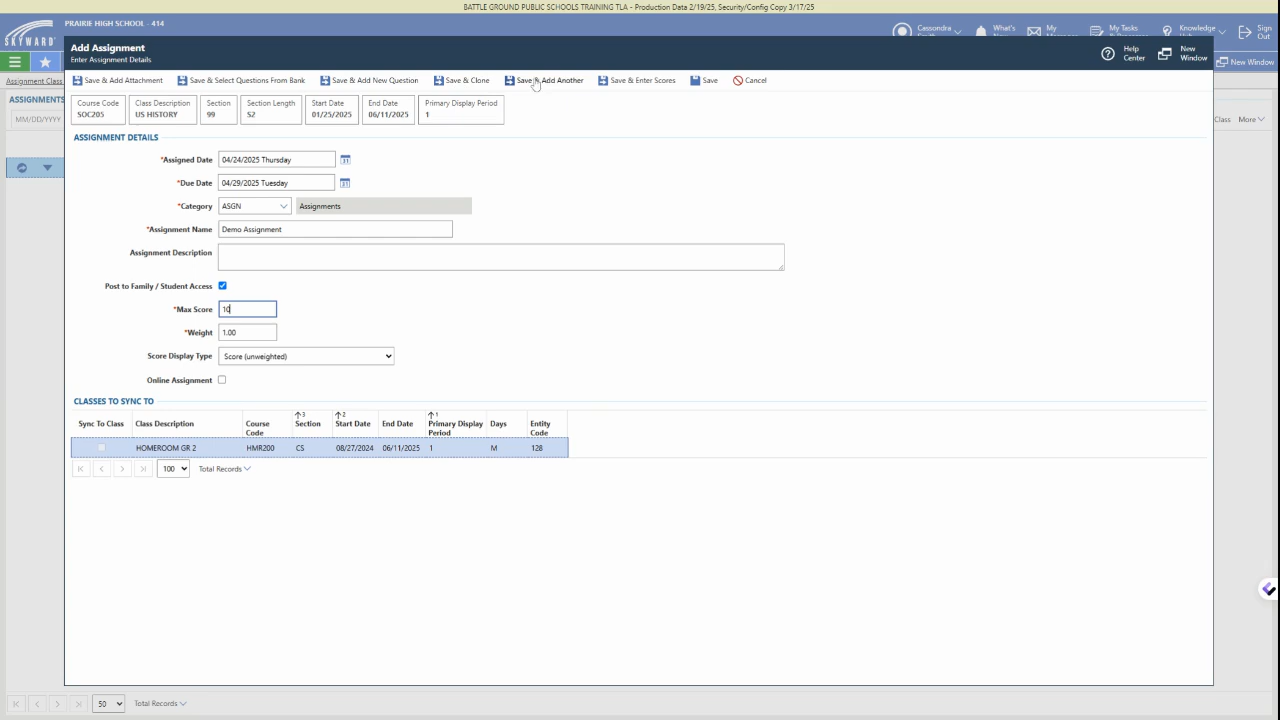 BATTLE GROUND PUBLIC SCHOOLS TRAINING TLA - Production Data 2/19/25, Security/Config Copy 3/17/25
SKYWARD
PRAIRIE HIGH SCHOOL - 414
Cassondra
What's
My
My Tasks
Knowledge
Sign
Out
New Window
Assignment Class
ASSIGNMENTS
MM/DD/YYYY
Class More
Add Assignment
Enter Assignment Details
Help
Center
New
Window
Save & Add Attachment Save & Select Questions From Bank Save & Add New Question Save & Clone Save & Add Another Save & Enter Scores Save Cancel
Course Code Class Description Section Section Length Start Date End Date Primary Display Period
SOC205 US HISTORY 99 S2 01/25/2025 06/11/2025 1
ASSIGNMENT DETAILS
*Assigned Date 04/24/2025 Thursday 31
*Due Date 04/29/2025 Tuesday 31
*Category ASGN Assignments
*Assignment Name Demo Assignment
Assignment Description
Post to Family / Student Access
*Max Score 10
*Weight 1.00
Score Display Type Score (unweighted)
Online Assignment
CLASSES TO SYNC TO
Sync To Class Class Description Course Code 3 Section 2 Start Date End Date 1 Primary Display Period Days Entity Code
HOMEROOM GR 2 HMR200 CS 08/27/2024 06/11/2025 1 M 128
100 Total Records
50 Total Records